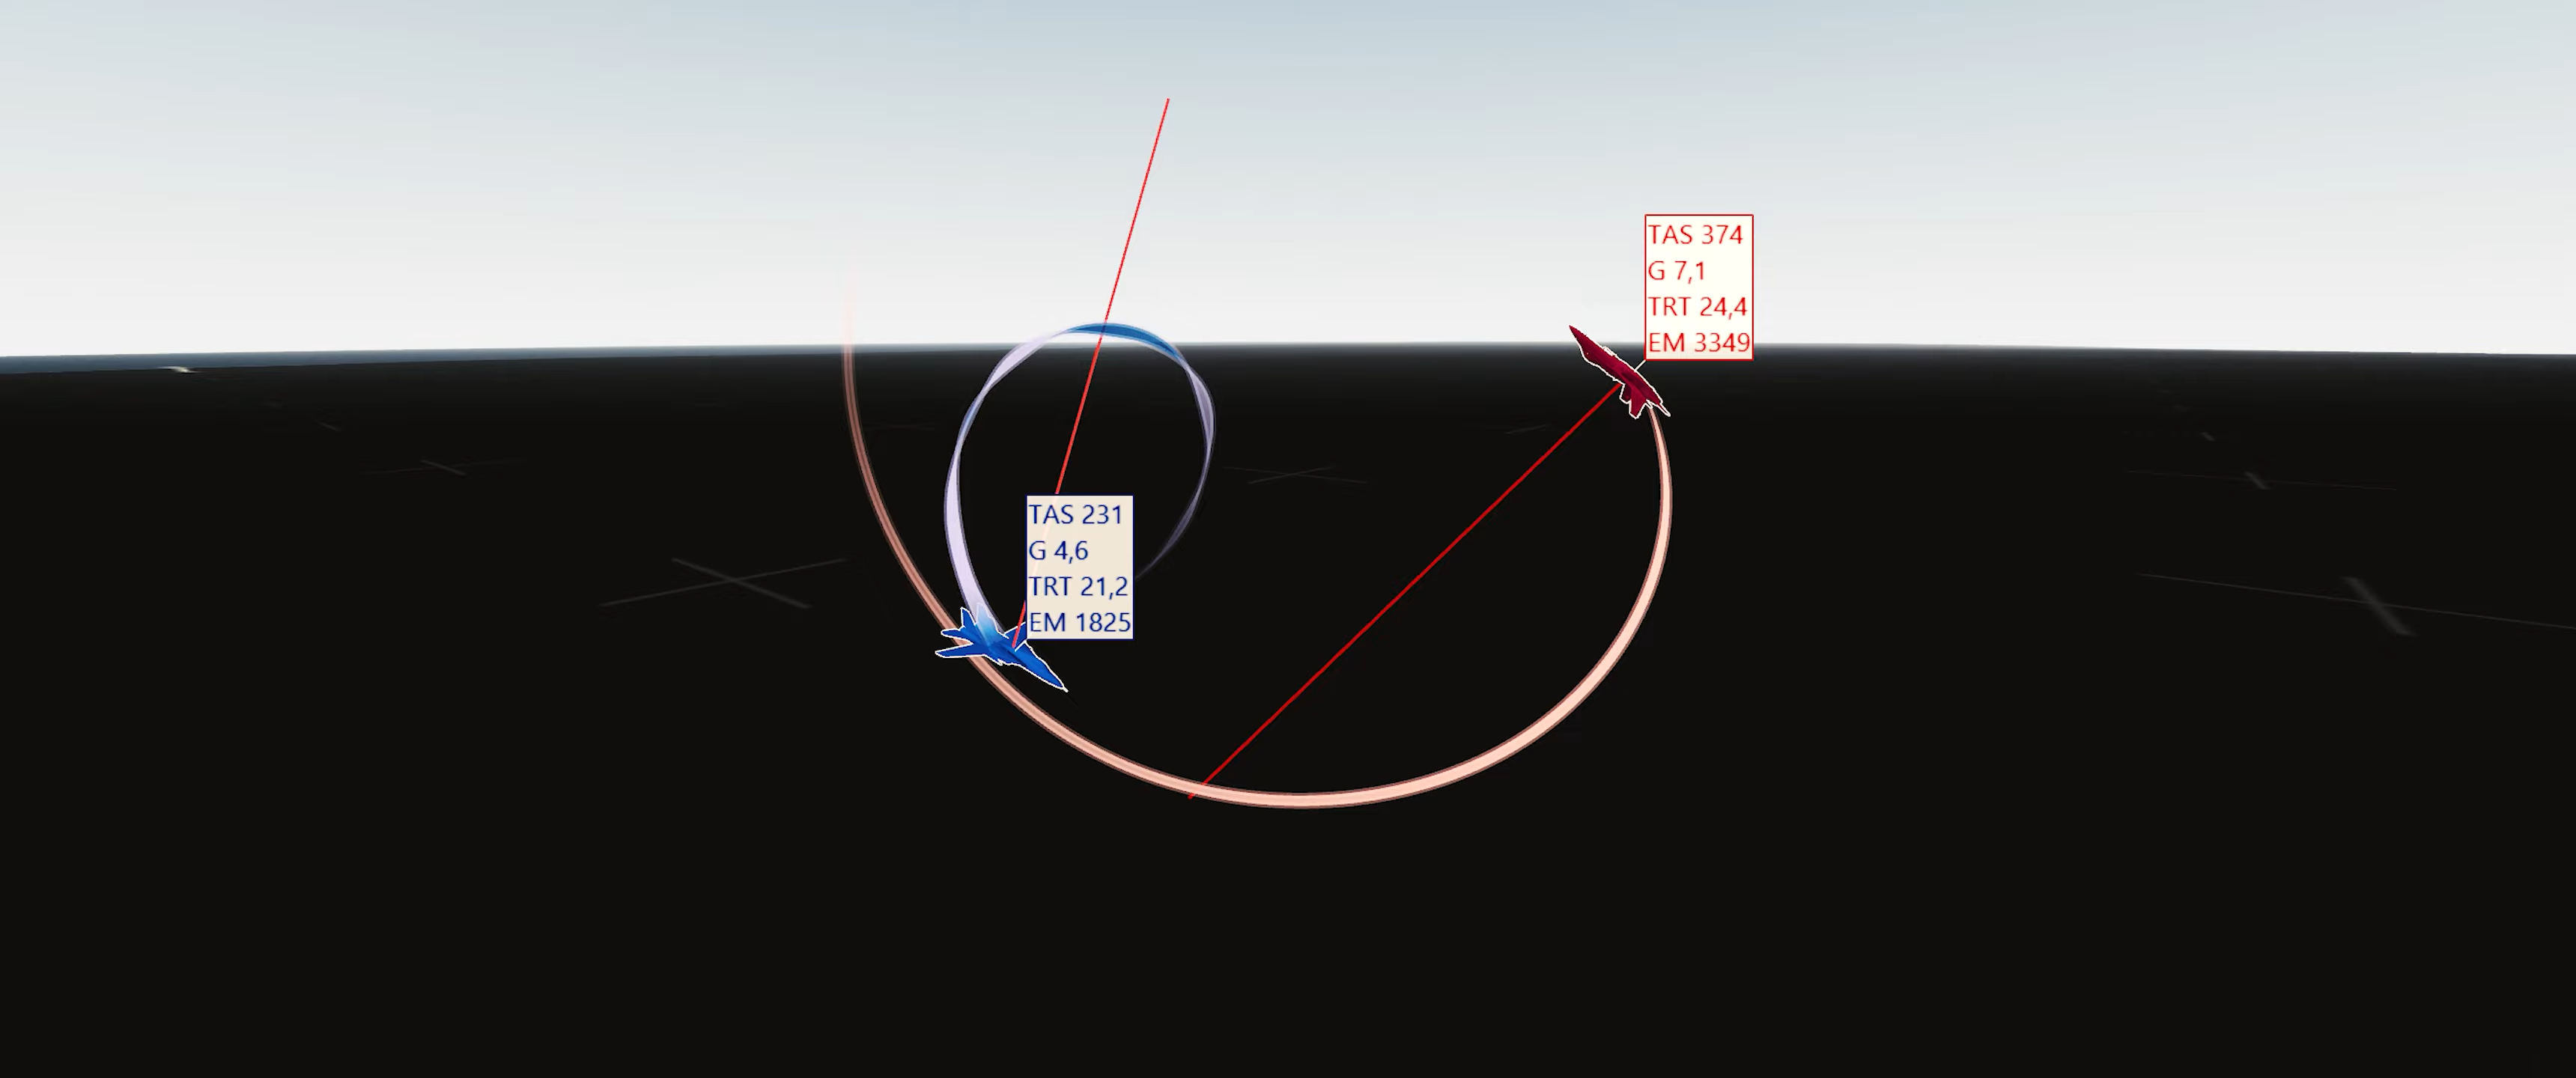 TAS 374
G 7,1
TRT 24,4
EM 3349
TAS 231
G 4,6
TRT 21,2
EM 1825